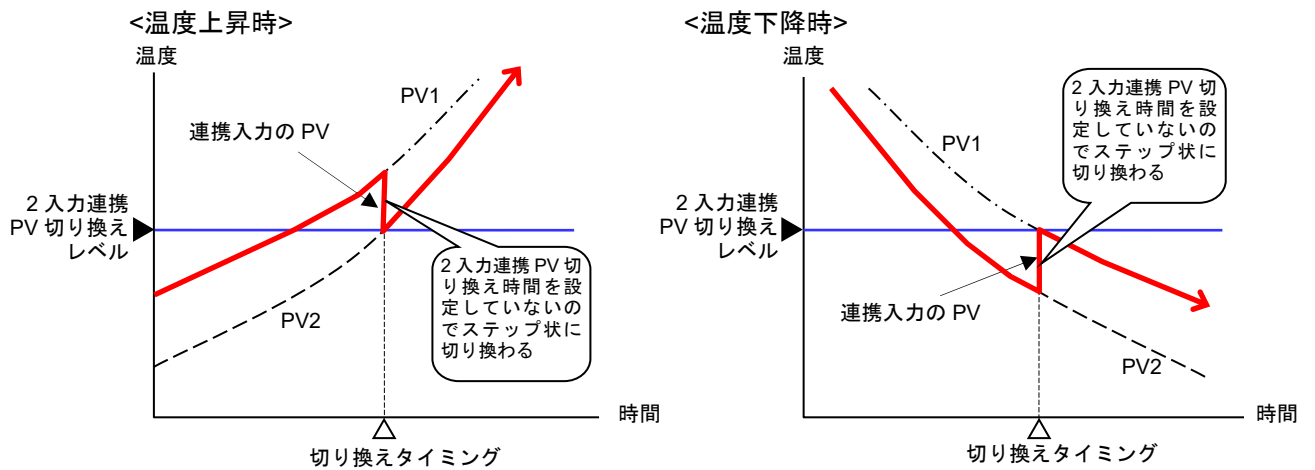 <温度上昇時>
温度
PV1
連携入力の PV
2 入力連携
PV 切り換え
レベル
2 入力連携 PV 切
り換え時間を設
定していないの
でステップ状に
切り換わる
PV2
時間
切り換えタイミング
<温度下降時>
温度
2 入力連携 PV 切
り換え時間を設
定していないの
でステップ状に
切り換わる
PV1
2 入力連携
PV 切り換え
レベル
連携入力の PV
PV2
時間
切り換えタイミング